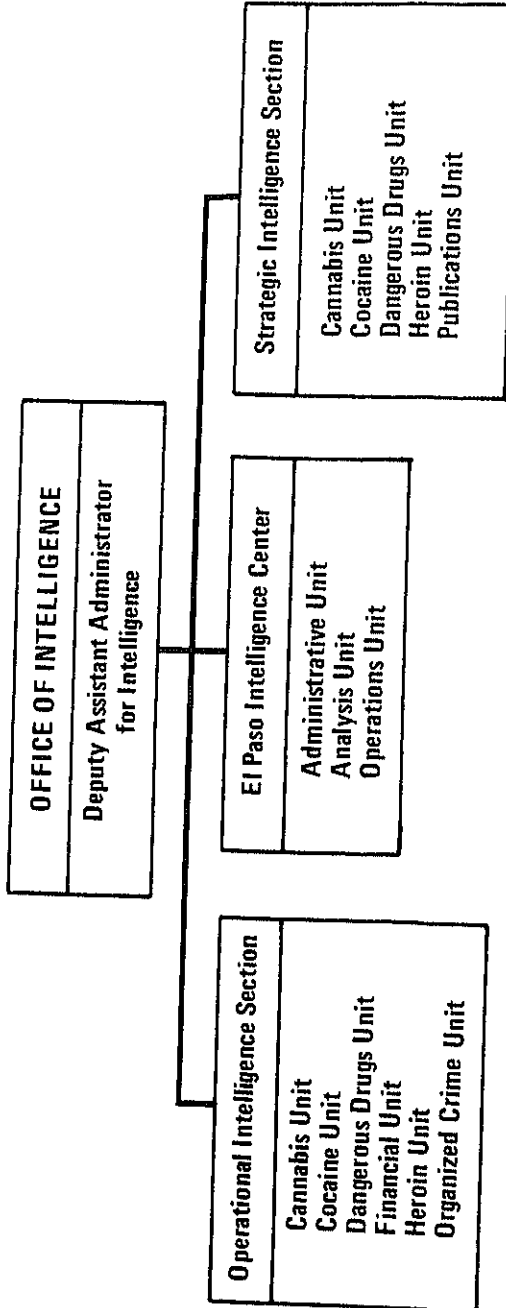 OFFICE OF INTELLIGENCE
Deputy Assistant Administrator
for Intelligence
Operational Intelligence Section
Cannabis Unit
Cocaine Unit
Dangerous Drugs Unit
Financial Unit
Heroin Unit
Organized Crime Unit
El Paso Intelligence Center
Administrative Unit
Analysis Unit
Operations Unit
Strategic Intelligence Section
Cannabis Unit
Cocaine Unit
Dangerous Drugs Unit
Heroin Unit
Publications Unit